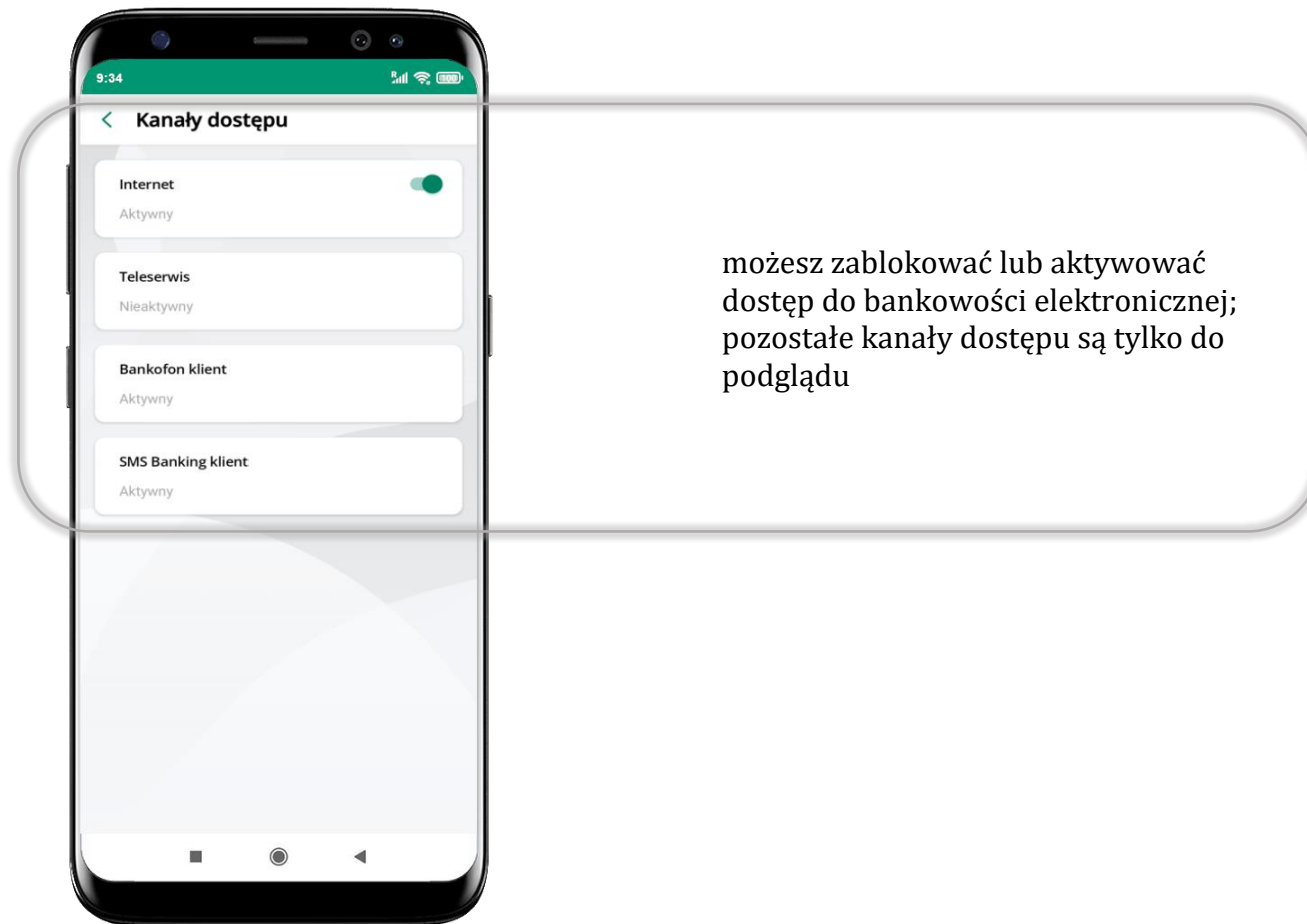 9:34
R
100
Kanały dostępu
Internet
Aktywny
Teleserwis
Nieaktywny
Bankofon klient
Aktywny
SMS Banking klient
Aktywny
możesz zablokować lub aktywować
dostęp do bankowości elektronicznej;
pozostałe kanały dostępu są tylko do
podglądu